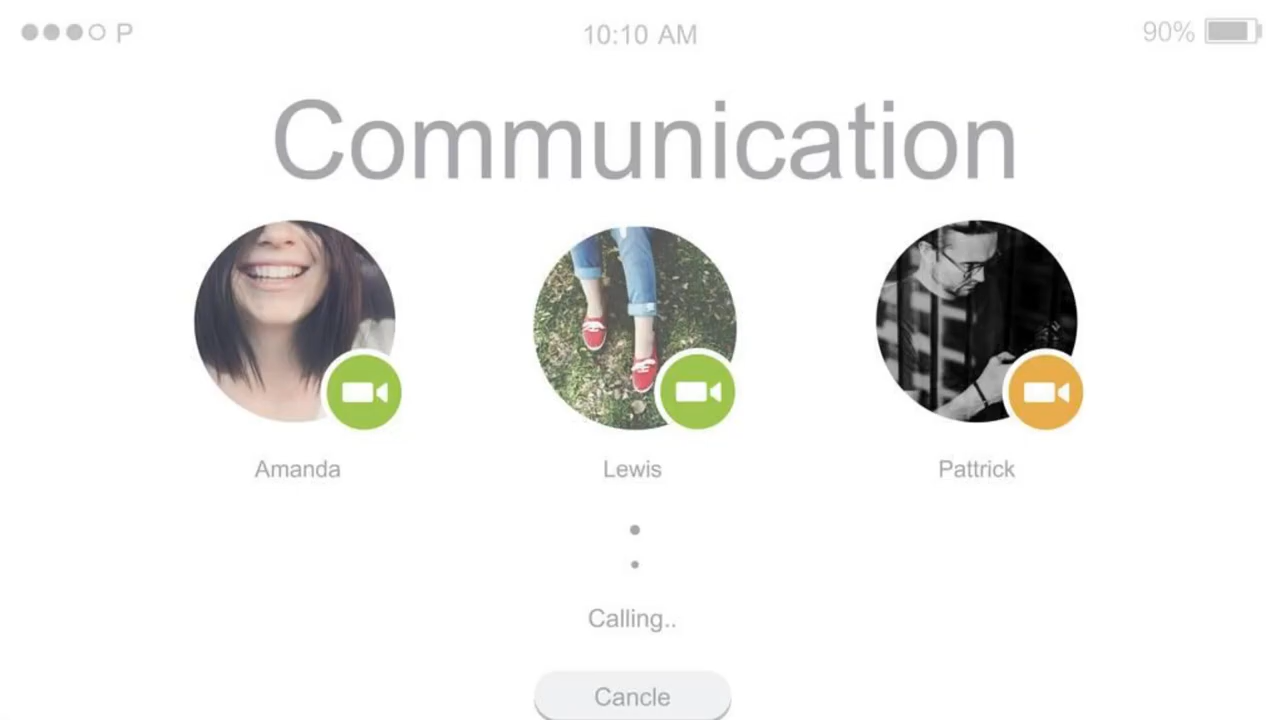 P
10:10 AM
90%
Communication
Amanda
Lewis
Pattrick
Calling..
Cancle